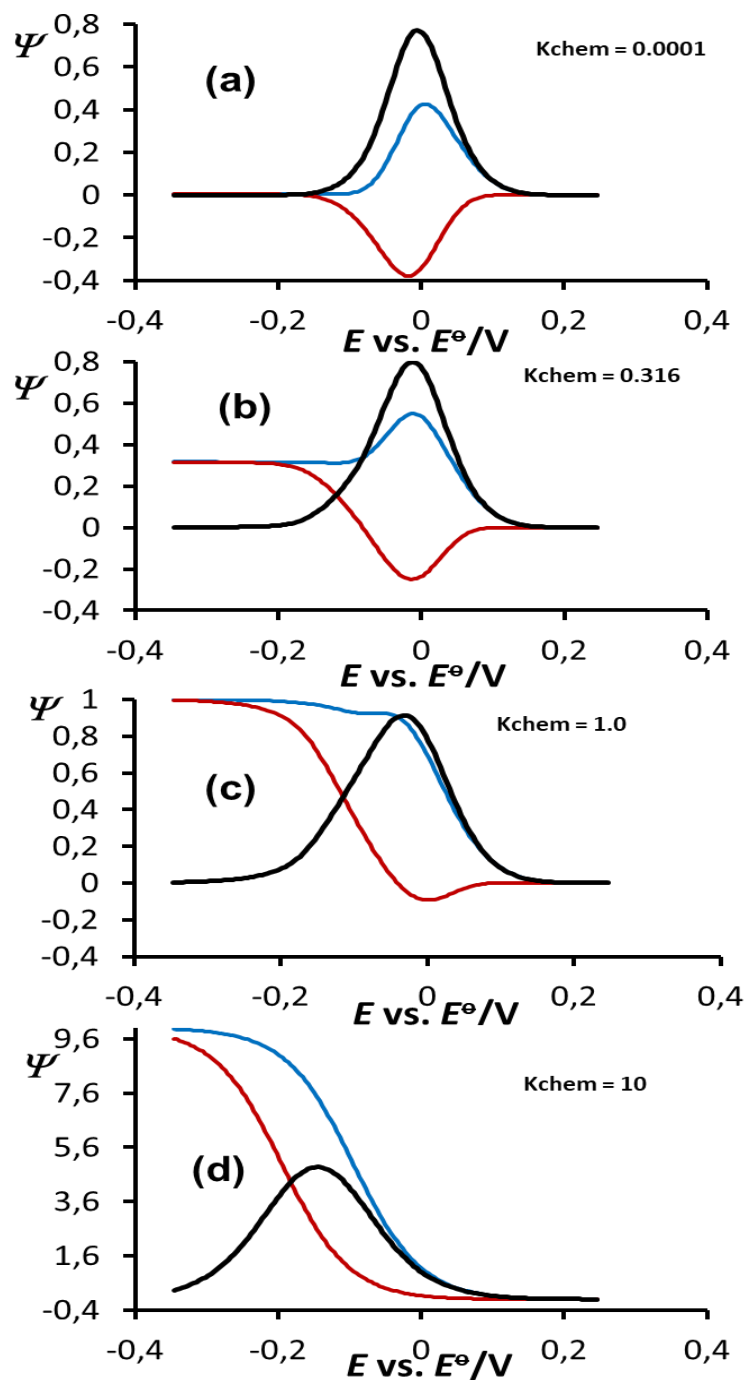 0,8
Ψ
Kchem = 0.0001
0,6
(a)
0,4
0,2
0
-0,2
-0,4
-0,4 -0,2 0 0,2 0,4
E vs. E⊖/V
0,8
Ψ
Kchem = 0.316
0,6
(b)
0,4
0,2
0
-0,2
-0,4
-0,4 -0,2 0 0,2 0,4
E vs. E⊖/V
1
Ψ
Kchem = 1.0
0,8
0,6
(c)
0,4
0,2
0
-0,2
-0,4
-0,4 -0,2 0 0,2 0,4
E vs. E⊖/V
9,6
Ψ
Kchem = 10
7,6
5,6
(d)
3,6
1,6
-0,4
-0,4 -0,2 0 0,2 0,4
E vs. E⊖/V